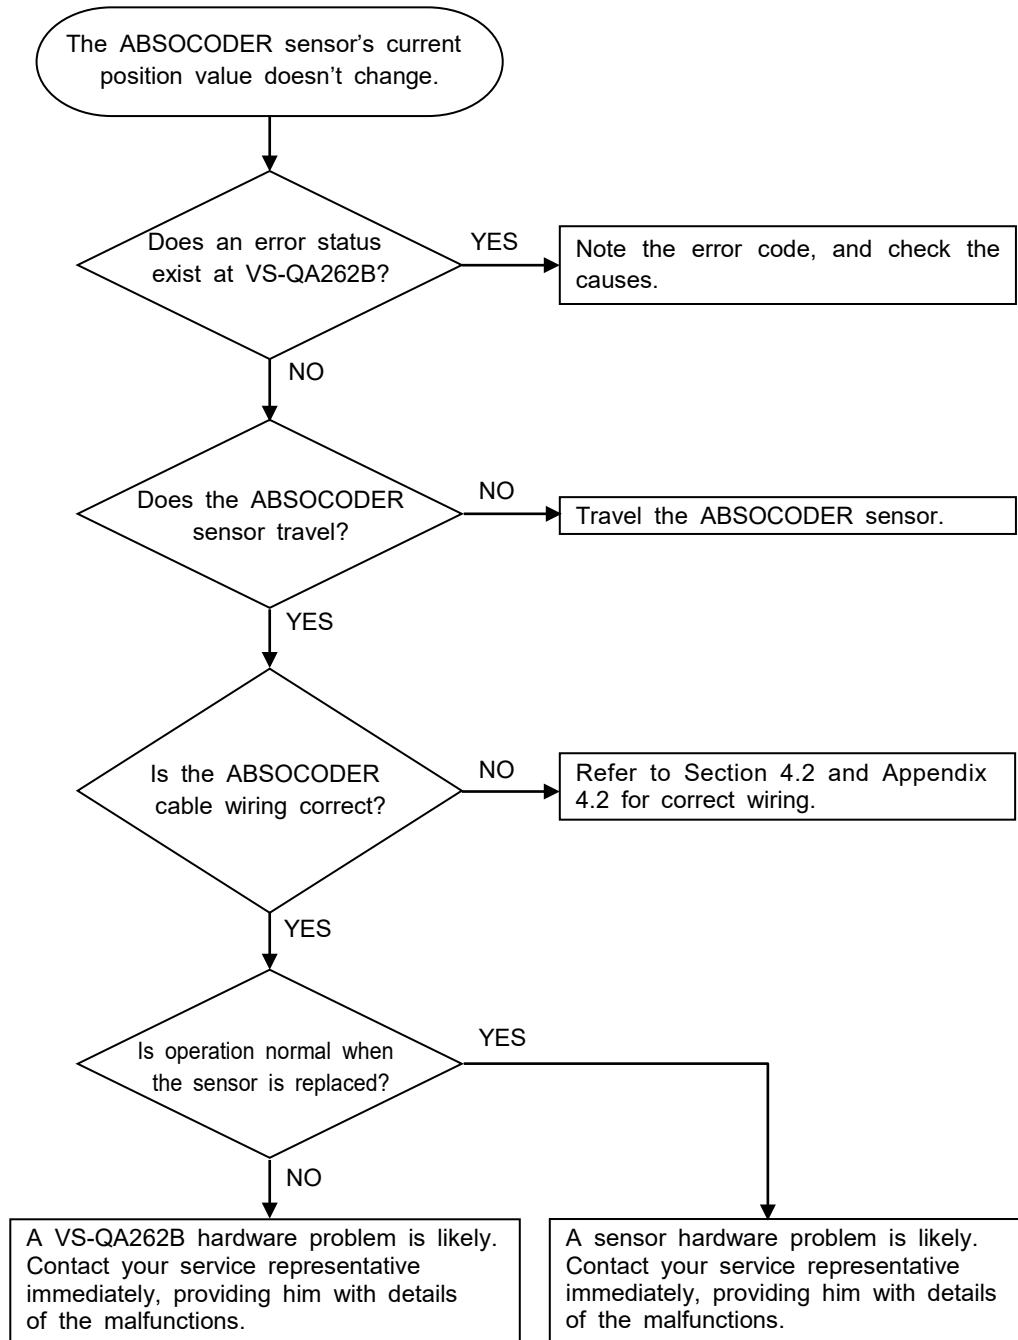 The ABSOCODER sensor's current
position value doesn't change.
Does an error status
exist at VS-QA262B?
YES
Note the error code, and check the
causes.
NO
Does the ABSOCODER
sensor travel?
NO
Travel the ABSOCODER sensor.
YES
Is the ABSOCODER
cable wiring correct?
NO
Refer to Section 4.2 and Appendix
4.2 for correct wiring.
YES
Is operation normal when
the sensor is replaced?
YES
NO
A VS-QA262B hardware problem is likely.
Contact your service representative
immediately, providing him with details
of the malfunctions.
A sensor hardware problem is likely.
Contact your service representative
immediately, providing him with details
of the malfunctions.